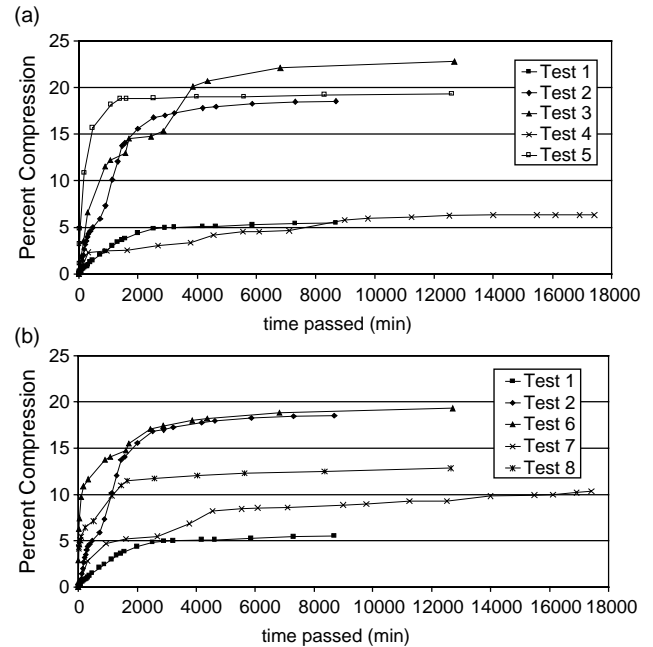 (a)
25
20
15
10
5
0
Percent Compression
Test 1
Test 2
Test 3
Test 4
Test 5
0 2000 4000 6000 8000 10000 12000 14000 16000 18000
time passed (min)
(b)
25
20
15
10
5
0
Percent Compression
Test 1
Test 2
Test 6
Test 7
Test 8
0 2000 4000 6000 8000 10000 12000 14000 16000 18000
time passed (min)